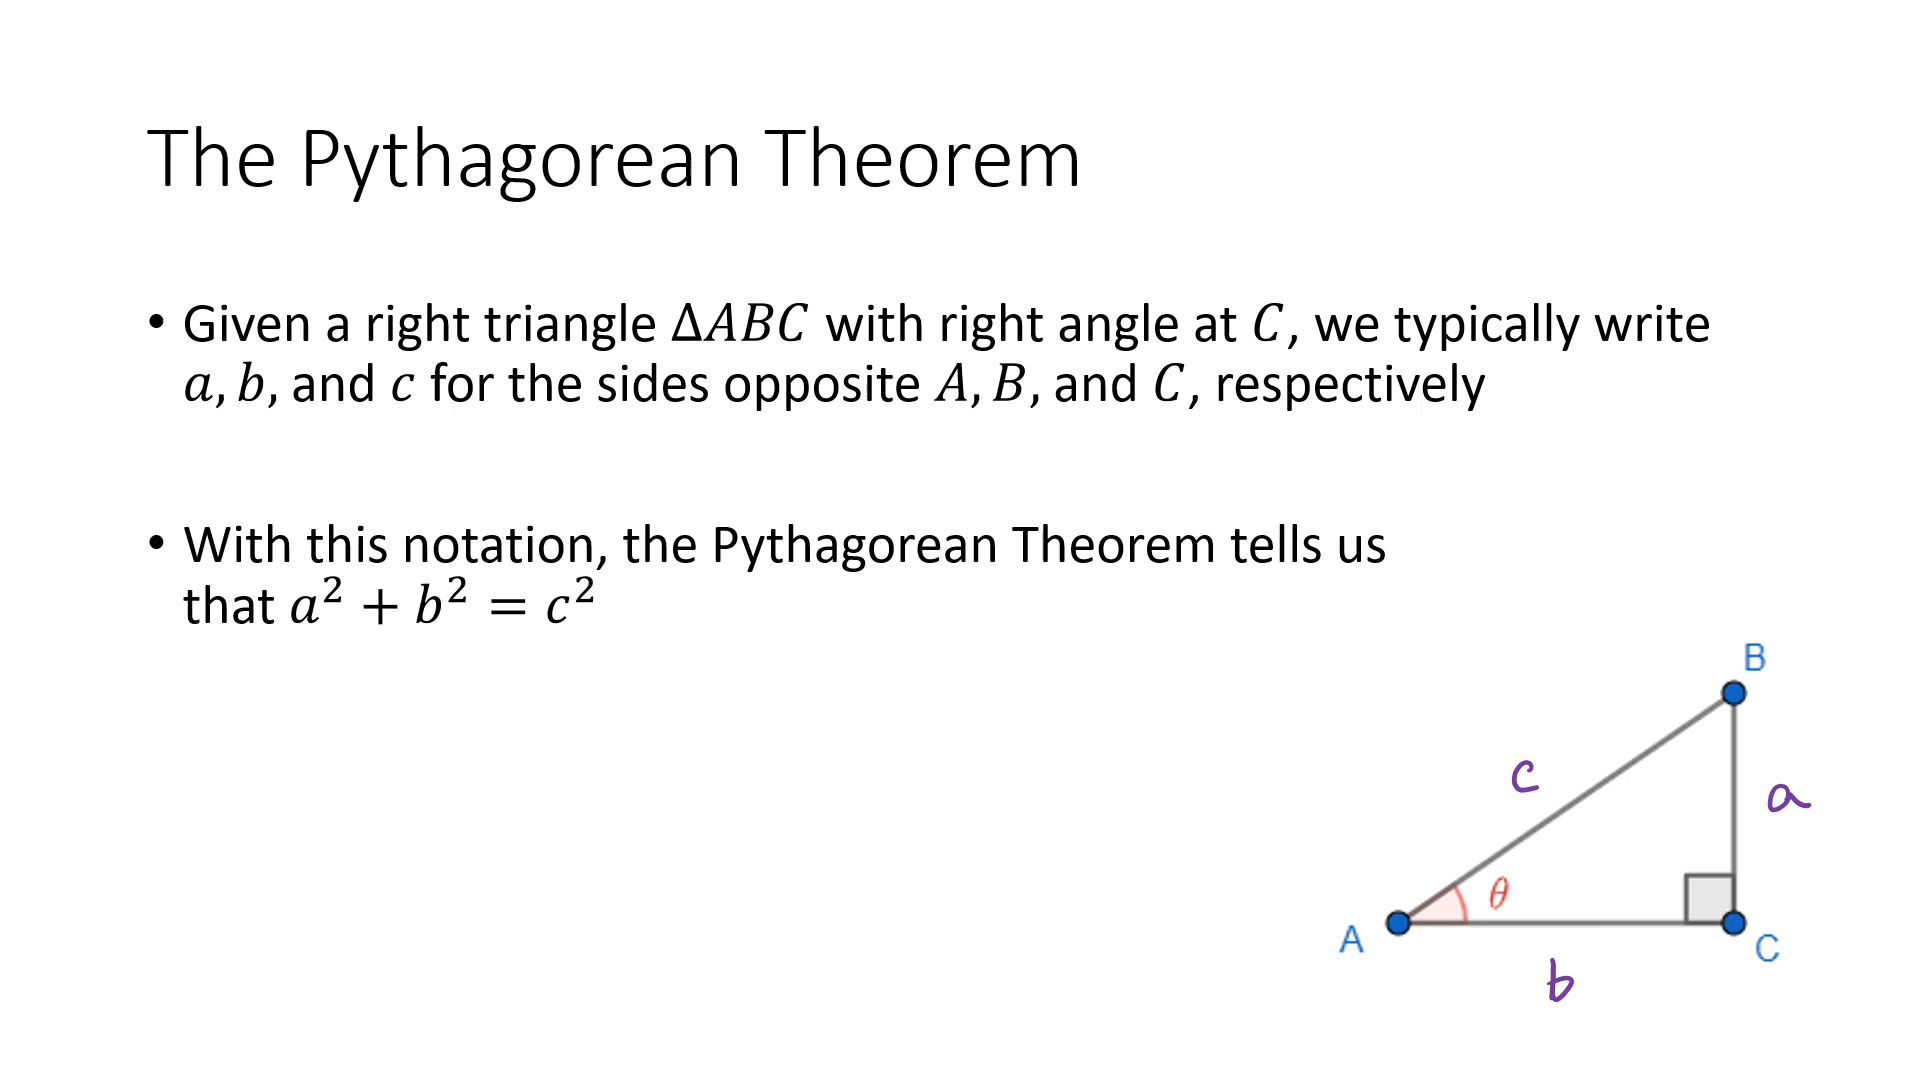 The Pythagorean Theorem
• Given a right triangle Δ𝐴𝐵𝐶 with right angle at 𝐶, we typically write
𝑎, 𝑏, and 𝑐 for the sides opposite 𝐴, 𝐵, and 𝐶, respectively
• With this notation, the Pythagorean Theorem tells us
that 𝑎² + 𝑏² = 𝑐²
B
c
a
θ
A
C
b